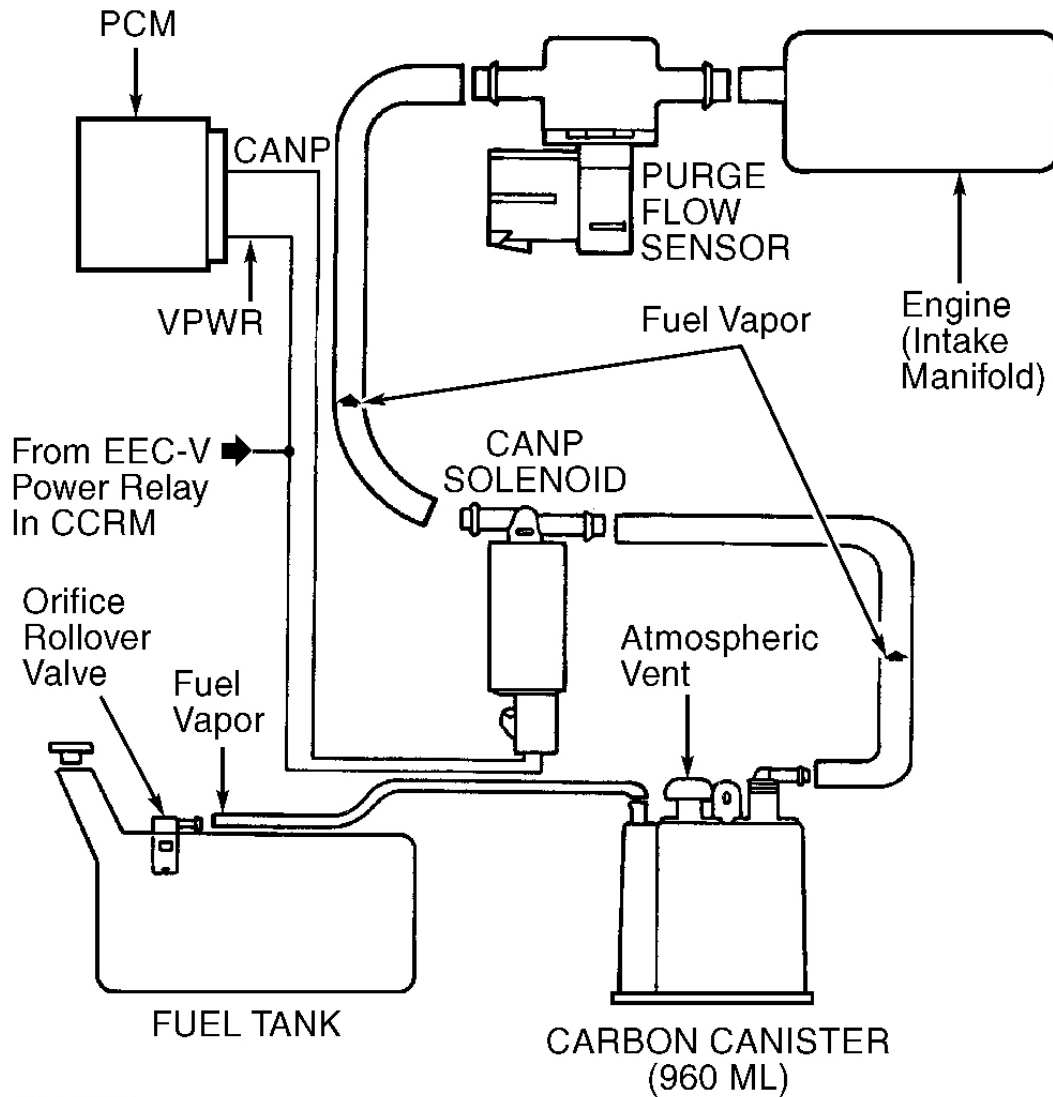 PCM
CANP
VPWR
PURGE
FLOW
SENSOR
Engine
(Intake
Manifold)
Fuel Vapor
From EEC-V
Power Relay
In CCRM
CANP
SOLENOID
Orifice
Rollover
Valve
Fuel
Vapor
Atmospheric
Vent
FUEL TANK
CARBON CANISTER
(960 ML)